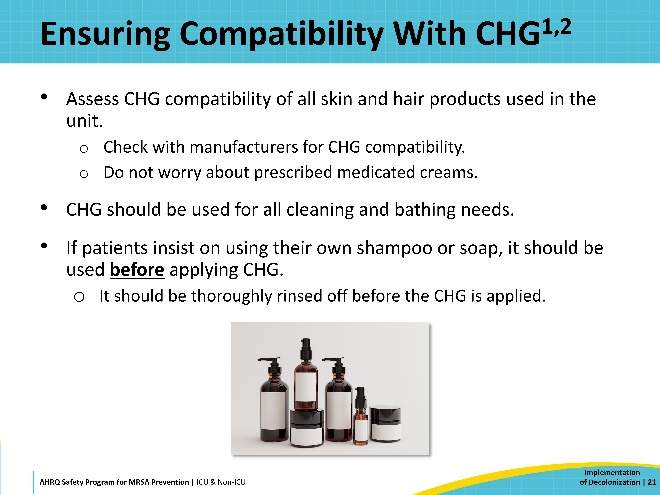 Ensuring Compatibility With CHG1,2
• Assess CHG compatibility of all skin and hair products used in the
unit.
o Check with manufacturers for CHG compatibility.
o Do not worry about prescribed medicated creams.
• CHG should be used for all cleaning and bathing needs.
• If patients insist on using their own shampoo or soap, it should be
used before applying CHG.
o It should be thoroughly rinsed off before the CHG is applied.
AHRQ Safety Program for MRSA Prevention | ICU & Non-ICU
Implementation
of Decolonization | 21